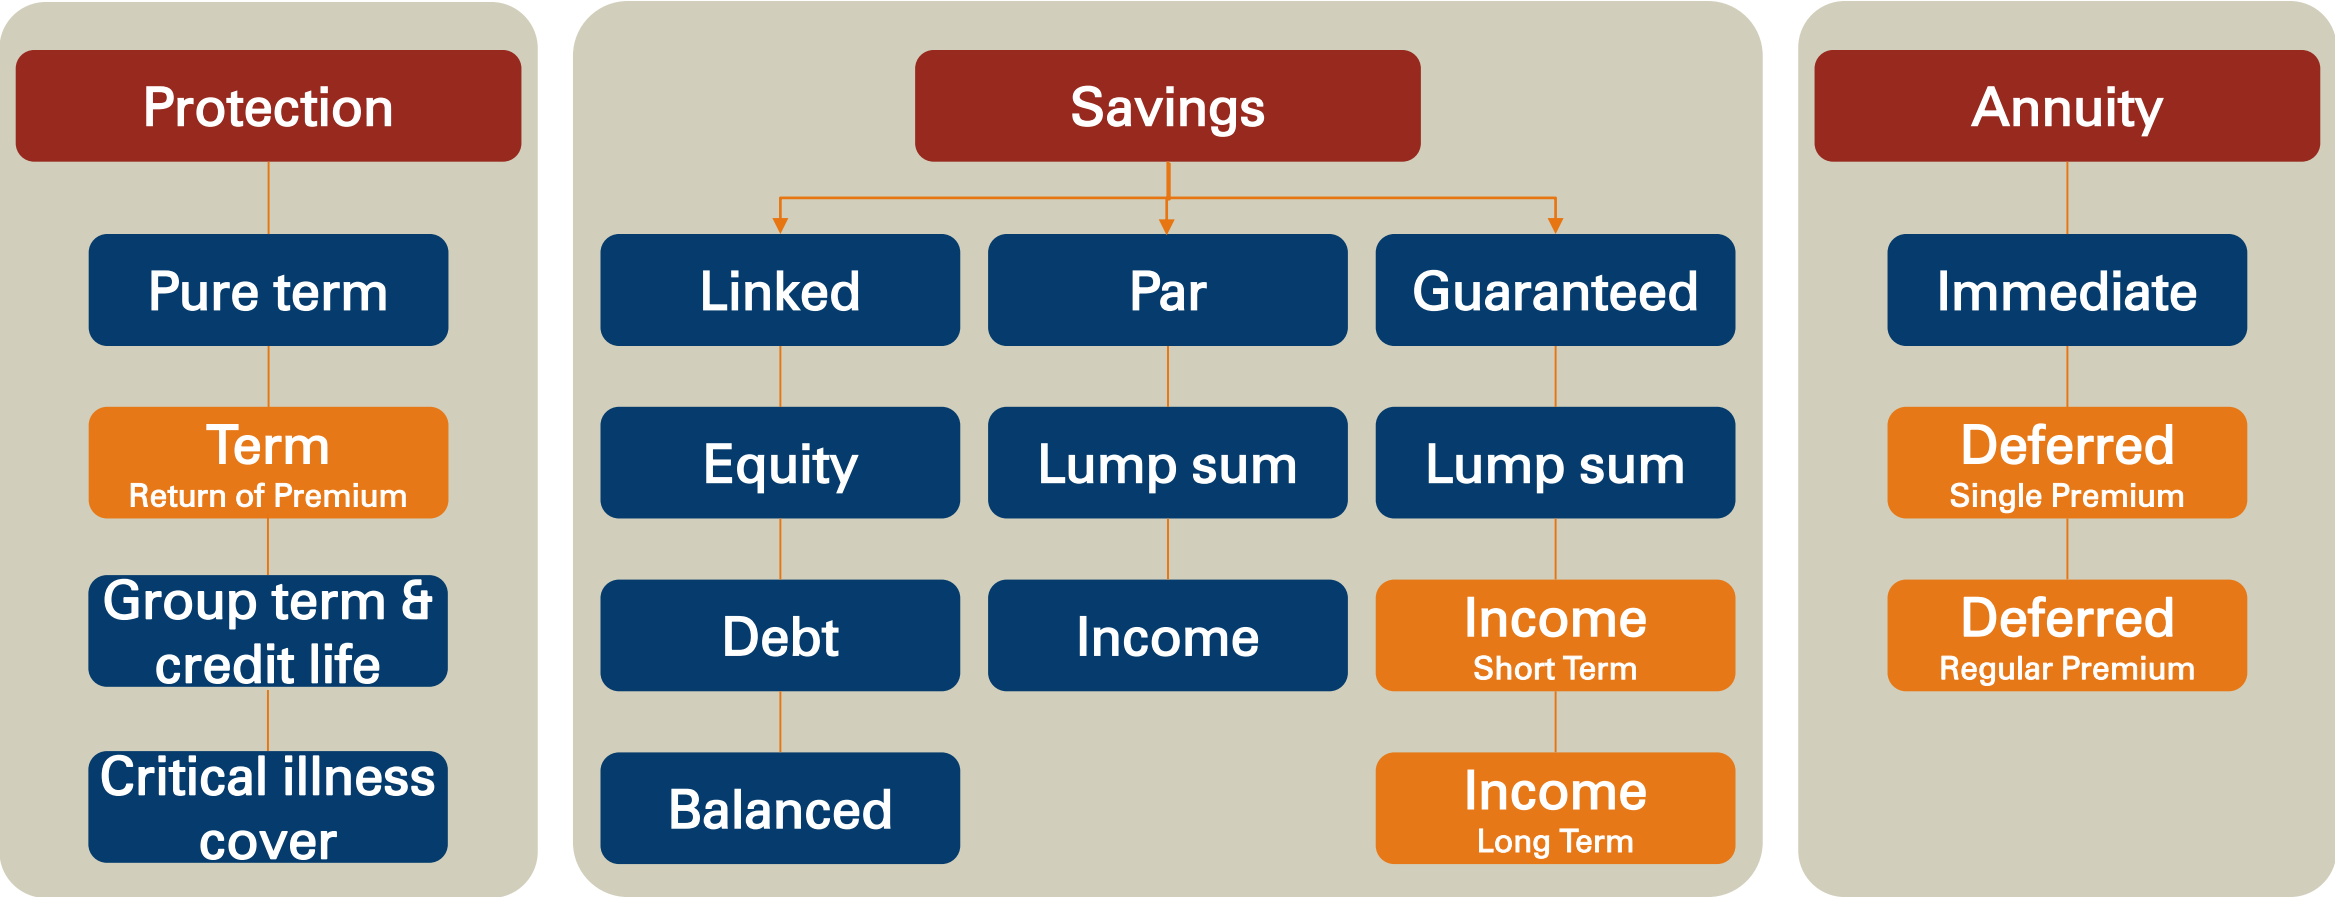 Protection
Pure term
Term
Return of Premium
Group term &
credit life
Critical illness
cover
Savings
Linked
Equity
Debt
Balanced
Par
Lump sum
Income
Guaranteed
Lump sum
Income
Short Term
Income
Long Term
Annuity
Immediate
Deferred
Single Premium
Deferred
Regular Premium